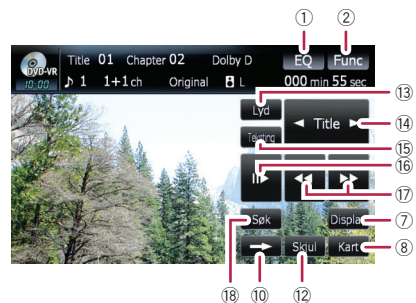 ① ②
Title 01 Chapter 02 Dolby D EQ Func
DVD-VR
10:00 ♪ 1 1+1 ch Original L 000 min 55 sec
⑬
Lyd
◄ Title ► ⑭
Teksting ⑮
⑯
⑰
Søk Display ⑦
Skjul Kart ⑧
⑱ ⑩ ⑫